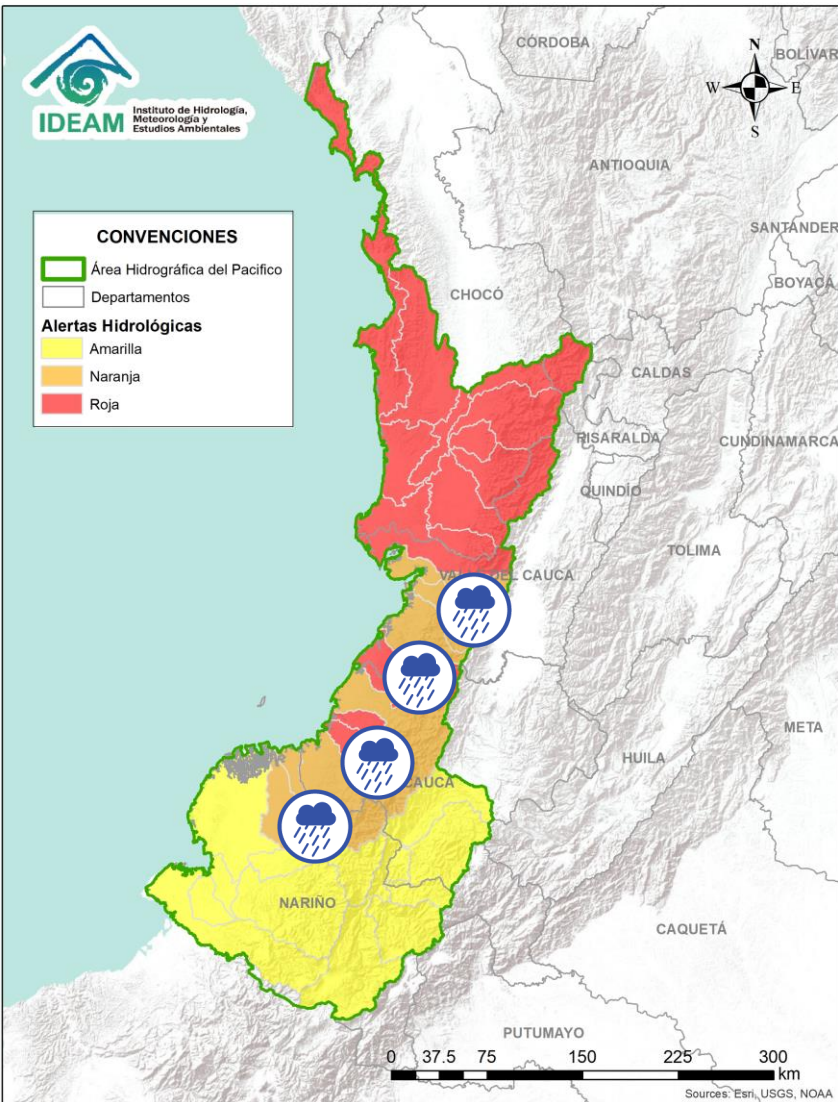 IDEAM
Instituto de Hidrología,
Meteorología y
Estudios Ambientales
CÓRDOBA
BOLÍVAR
N
W
E
S
ANTIOQUIA
SANTANDER
BOYACÁ
CONVENCIONES
Área Hidrográfica del Pacifico
Departamentos
Alertas Hidrológicas
Amarilla
Naranja
Roja
CHOCÓ
CALDAS
RISARALDA
CUNDINAMARCA
QUINDÍO
TOLIMA
VALLE DEL CAUCA
META
HUILA
CAUCA
NARIÑO
CAQUETÁ
PUTUMAYO
0 37.5 75 150 225 300
km
Sources: Esri, USGS, NOAA